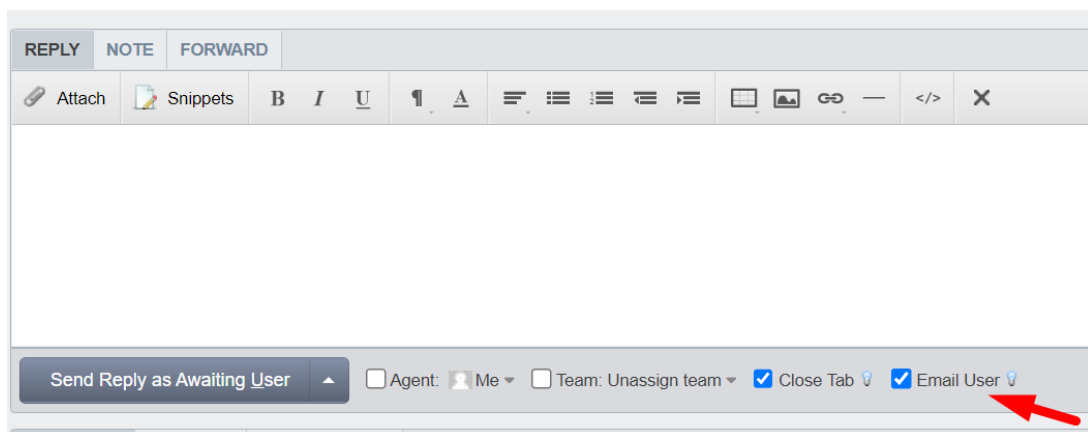 REPLY NOTE FORWARD
Attach Snippets B I U ¶ A </>
Send Reply as Awaiting User Agent: Me Team: Unassign team Close Tab Email User